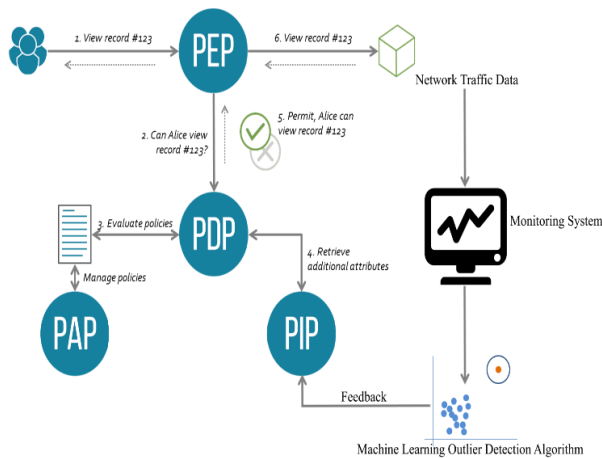 1. View record #123
PEP
6. View record #123
Network Traffic Data
2. Can Alice view
record #123?
5. Permit, Alice can
view record #123
3. Evaluate policies
PDP
Monitoring System
4. Retrieve
additional attributes
Manage policies
PAP
PIP
Feedback
Machine Learning Outlier Detection Algorithm